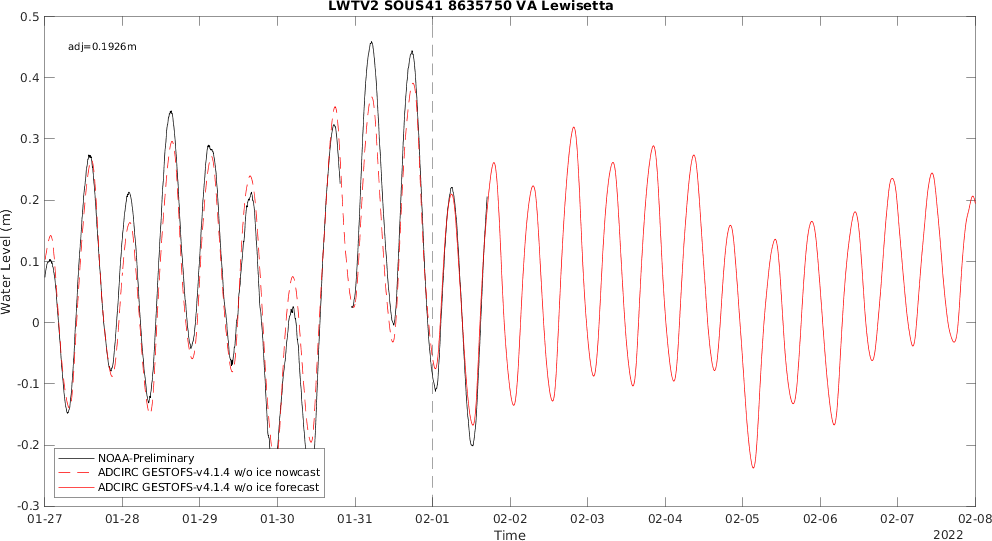 LWTV2 SOUS41 8635750 VA Lewisetta
adj=0.1926m
0.5
0.4
0.3
0.2
0.1
0
-0.1
-0.2
-0.3
Water Level (m)
NOAA-Preliminary
ADCIRC GESTOFS-v4.1.4 w/o ice nowcast
ADCIRC GESTOFS-v4.1.4 w/o ice forecast
01-27 01-28 01-29 01-30 01-31 02-01 02-02 02-03 02-04 02-05 02-06 02-07 02-08
Time
2022